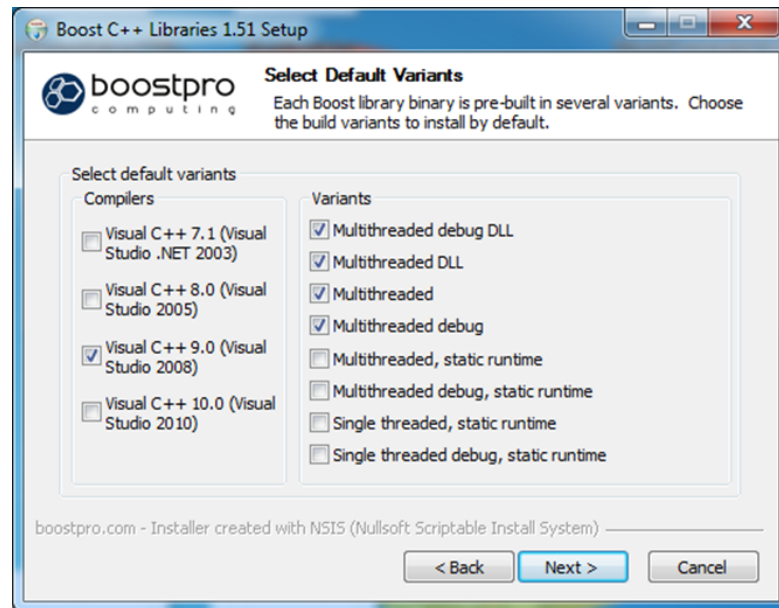 Boost C++ Libraries 1.51 Setup
boostpro
computing
Select Default Variants
Each Boost library binary is pre-built in several variants. Choose
the build variants to install by default.
Select default variants
Compilers
Visual C++ 7.1 (Visual
Studio .NET 2003)
Visual C++ 8.0 (Visual
Studio 2005)
Visual C++ 9.0 (Visual
Studio 2008)
Visual C++ 10.0 (Visual
Studio 2010)
Variants
Multithreaded debug DLL
Multithreaded DLL
Multithreaded
Multithreaded debug
Multithreaded, static runtime
Multithreaded debug, static runtime
Single threaded, static runtime
Single threaded debug, static runtime
boostpro.com - Installer created with NSIS (Nullsoft Scriptable Install System)
< Back
Next >
Cancel